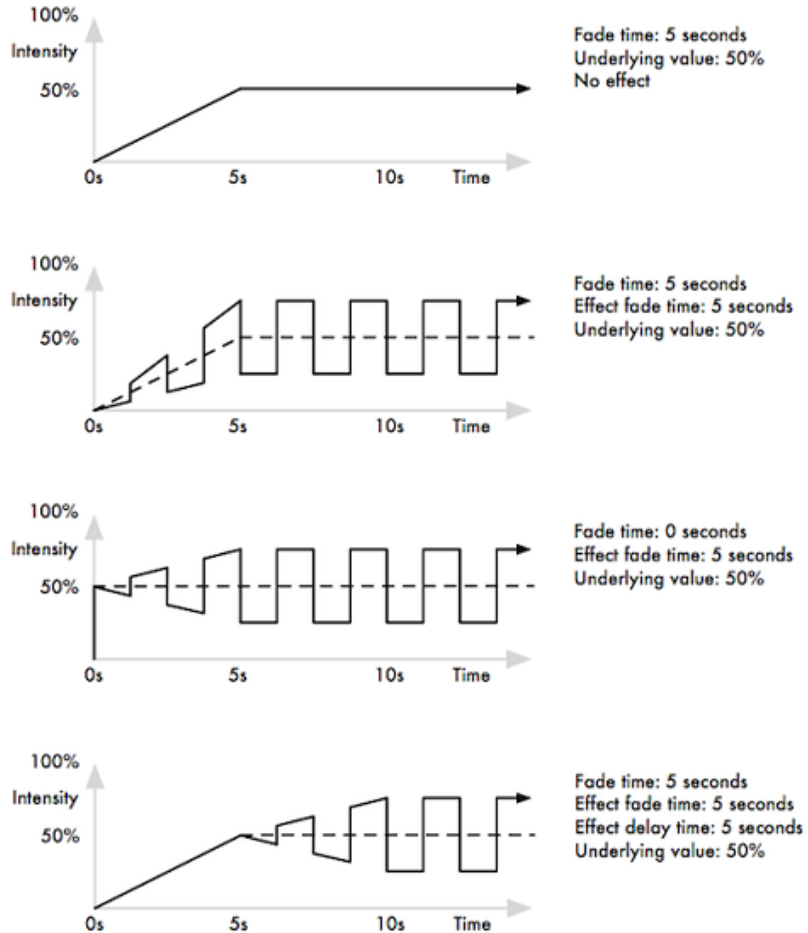 100%
Intensity
50%
0s 5s 10s Time
Fade time: 5 seconds
Underlying value: 50%
No effect
100%
Intensity
50%
0s 5s 10s Time
Fade time: 5 seconds
Effect fade time: 5 seconds
Underlying value: 50%
100%
Intensity
50%
0s 5s 10s Time
Fade time: 0 seconds
Effect fade time: 5 seconds
Underlying value: 50%
100%
Intensity
50%
0s 5s 10s Time
Fade time: 5 seconds
Effect fade time: 5 seconds
Effect delay time: 5 seconds
Underlying value: 50%